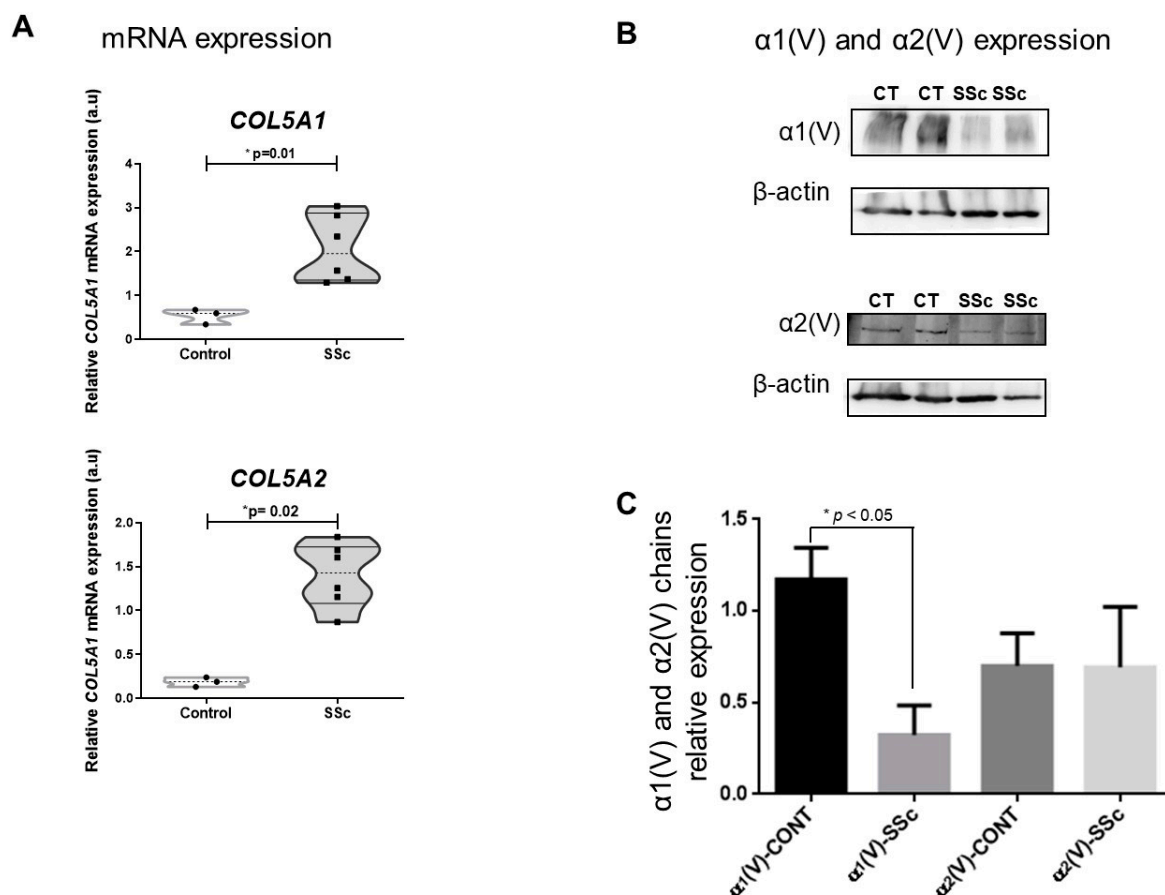 A
mRNA expression
COL5A1
* p=0.01
Relative COL5A1 mRNA expression (a.u)
4
3
2
1
0
Control SSc
COL5A2
*p= 0.02
Relative COL5A1 mRNA expression (a.u)
2.0
1.5
1.0
0.5
0.0
Control SSc
B
α1(V) and α2(V) expression
CT CT SSc SSc
α1(V)
β-actin
CT CT SSc SSc
α2(V)
β-actin
C
* p < 0.05
α1(V) and α2(V) chains
relative expression
1.5
1.0
0.5
0.0
α1(V)-CONT
α1(V)-SSc
α2(V)-CONT
α2(V)-SSc